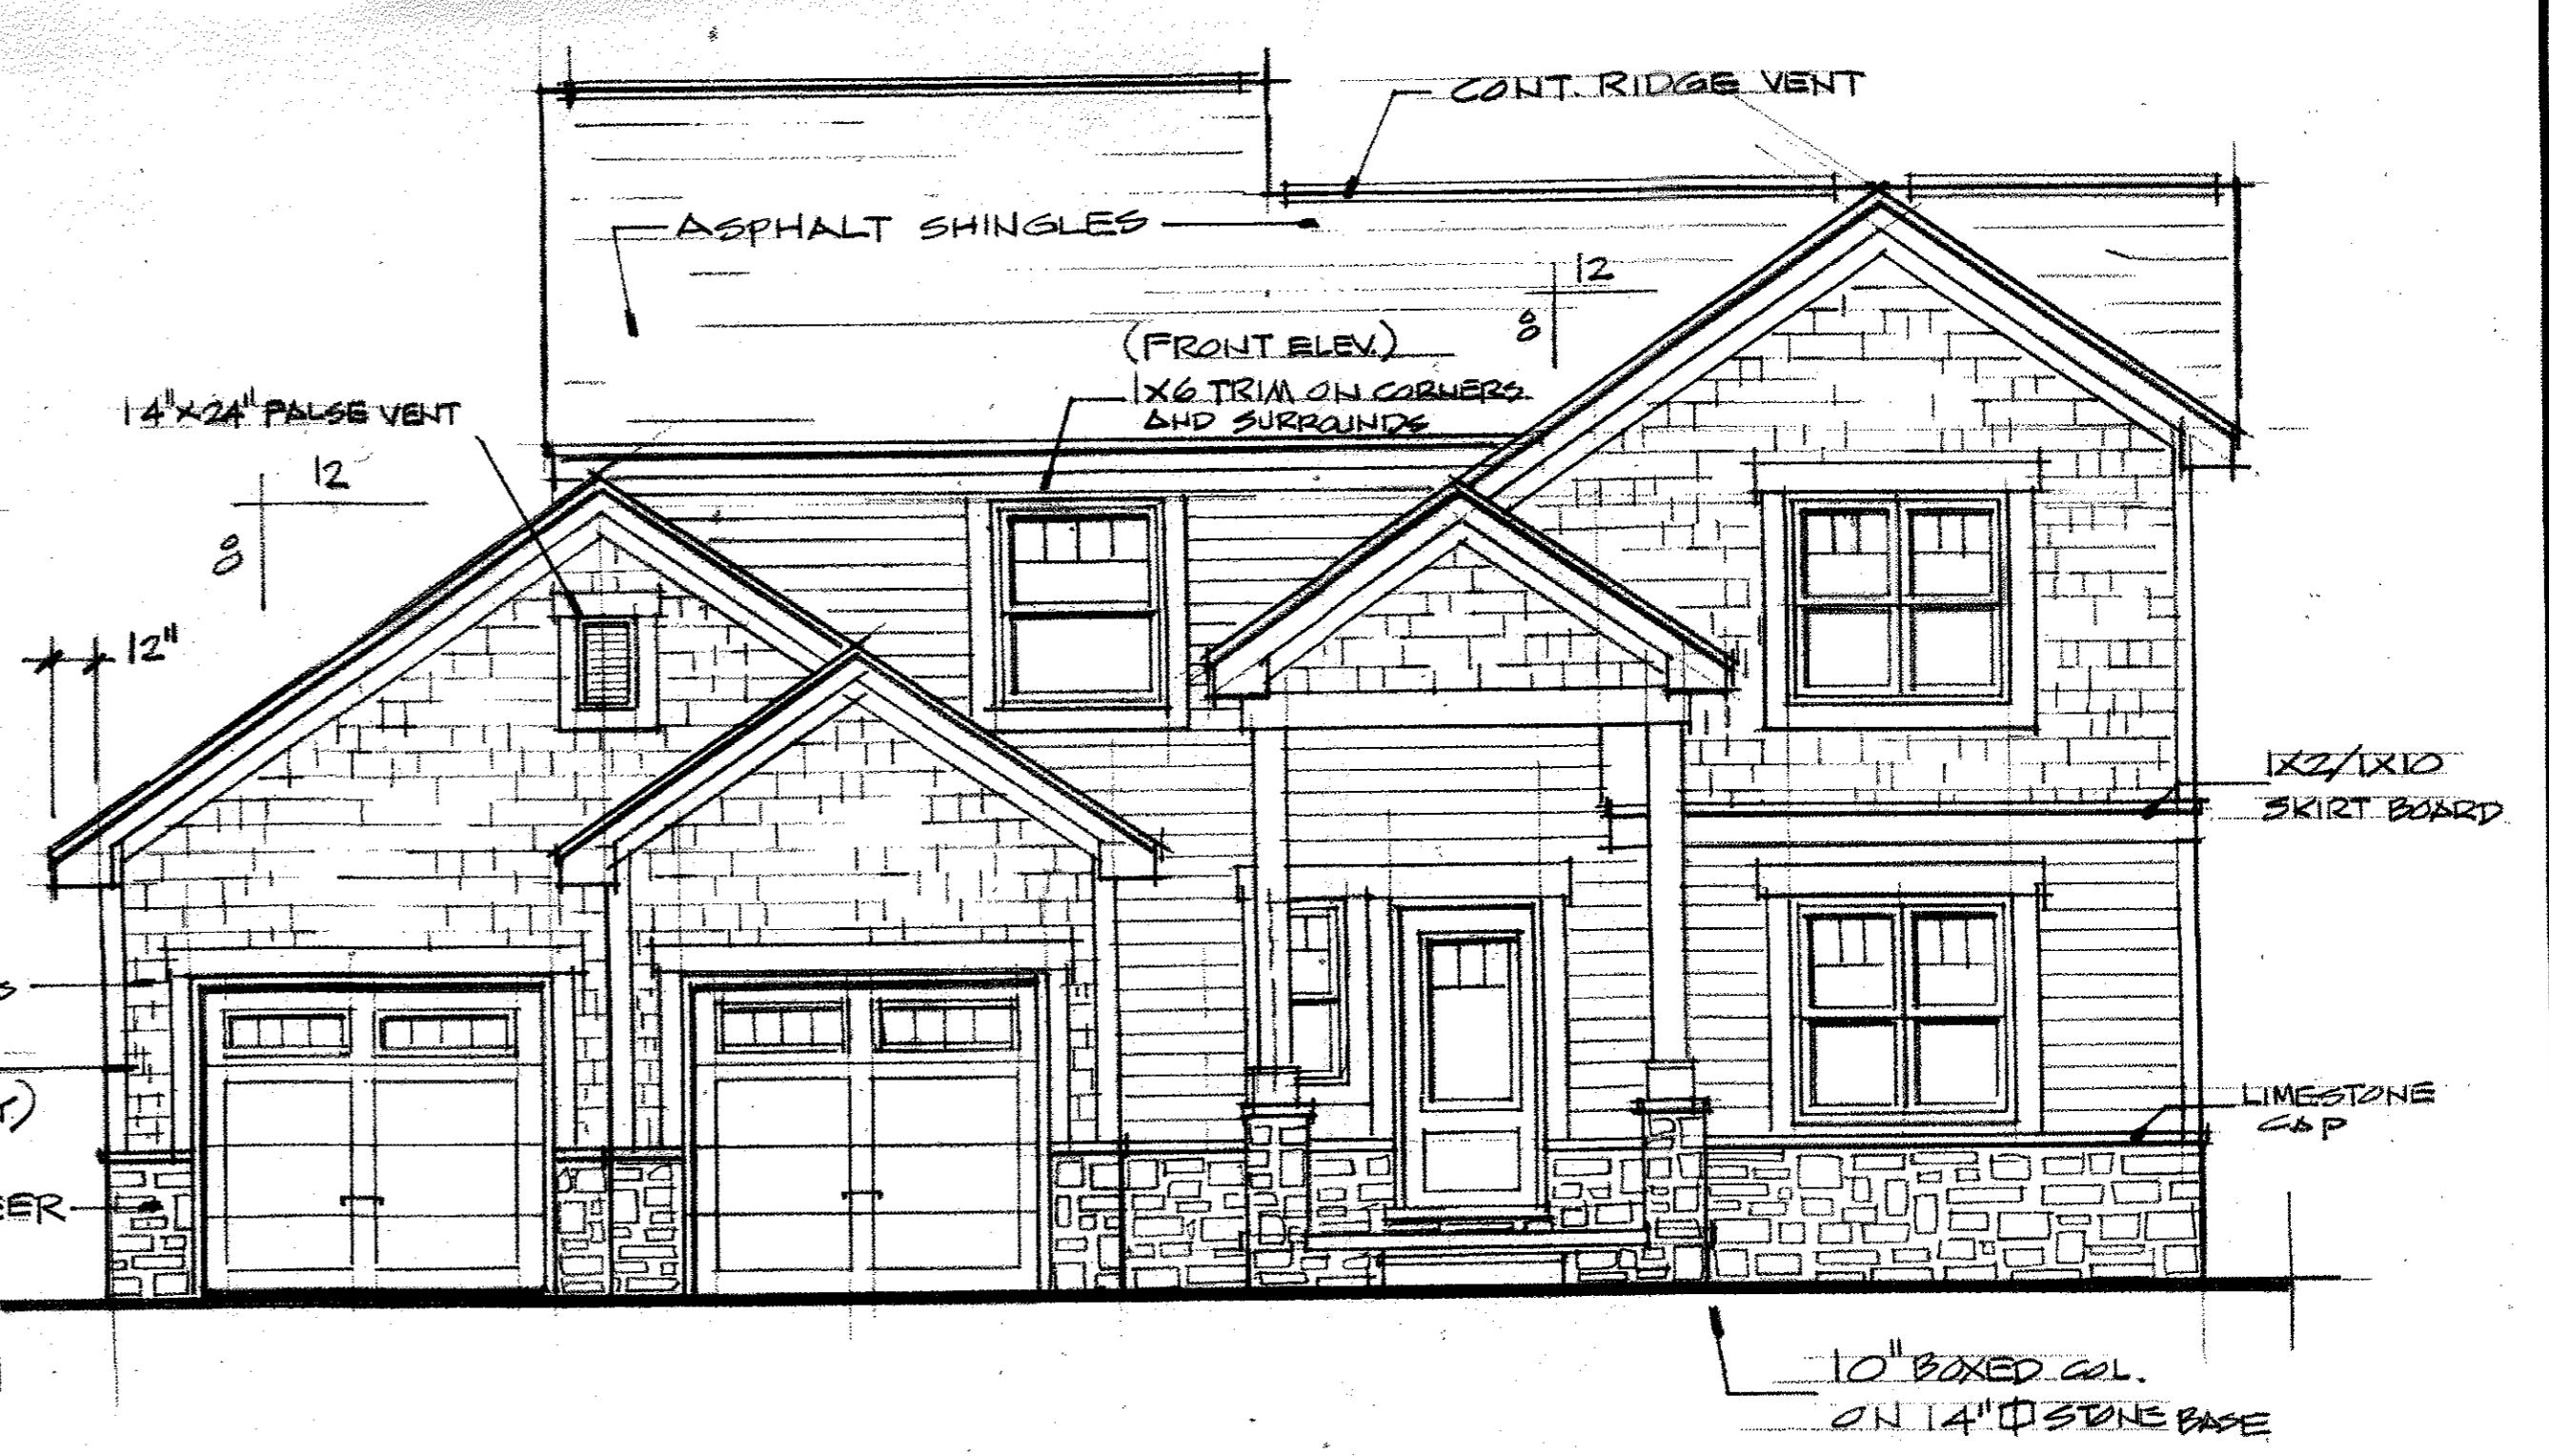 CONT. RIDGE VENT
ASPHALT SHINGLES
12
8
(FRONT ELEV.)
1X6 TRIM ON CORNERS
AND SURROUNDS
14"X24" FALSE VENT
12
8
12"
1X2/1X10
SKIRT BOARD
S
LIMESTONE
CAP
EER
10" BOXED COL.
ON 14" STONE BASE